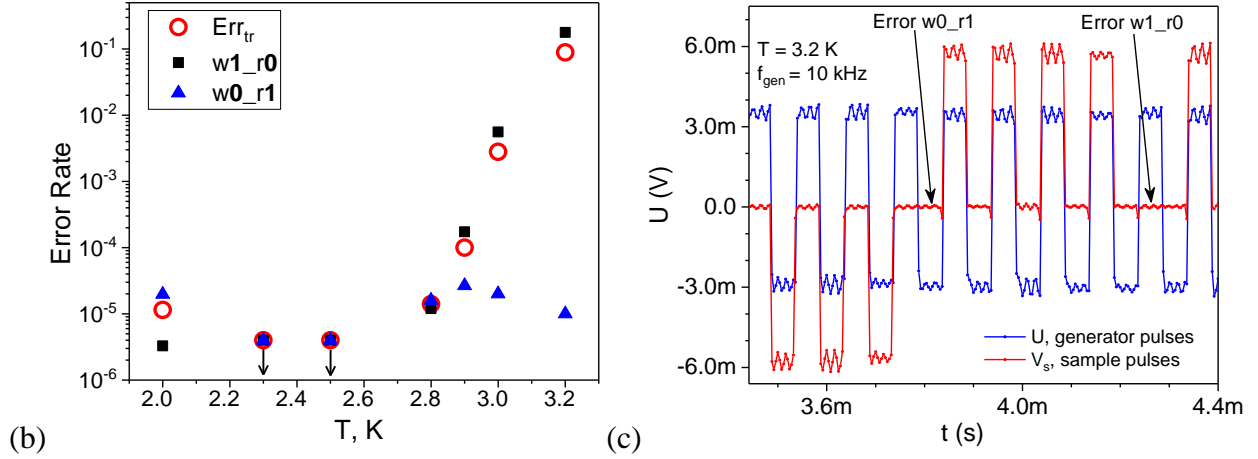 Err_tr
w1_r0
w0_r1
10^-1
10^-2
10^-3
10^-4
10^-5
10^-6
Error Rate
2.0 2.2 2.4 2.6 2.8 3.0 3.2
T, K
(b)
Error w0_r1
Error w1_r0
T = 3.2 K
f_gen = 10 kHz
6.0m
3.0m
0.0
-3.0m
-6.0m
U (V)
U, generator pulses
V_s, sample pulses
3.6m 4.0m 4.4m
t (s)
(c)